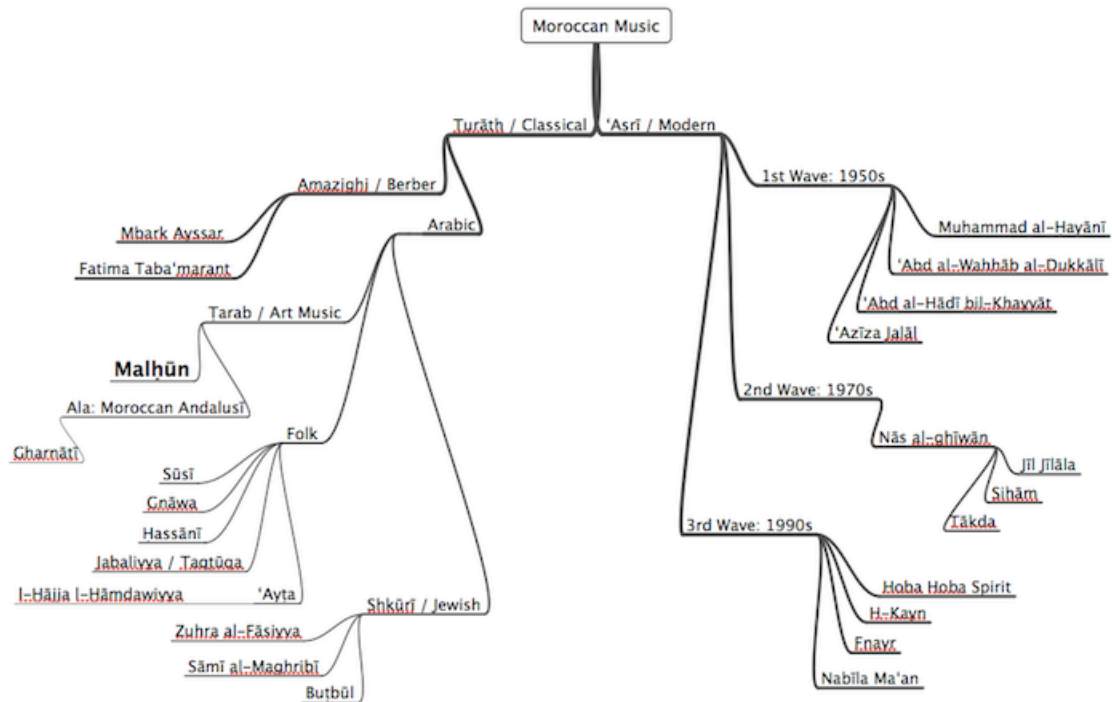 Moroccan Music
Turāth / Classical
Amazighi / Berber
Mbark Ayssar
Fatima Taba‘marant
Arabic
Tarab / Art Music
Malḥūn
Ala: Moroccan Andalusī
Gharnātī
Folk
Sūsī
Gnāwa
Hassānī
Jabaliyya / Taqtūqa
‘Ayṭa
l-Hājja l-Hāmdawiyya
Shkūrī / Jewish
Zuhra al-Fāsiyya
Sāmī al-Maghribī
Buṭbūl
‘Asrī / Modern
1st Wave: 1950s
Muhammad al-Hayānī
‘Abd al-Wahhāb al-Dukkālī
‘Abd al-Hādī bil-Khayyāt
‘Azīza Jalāl
2nd Wave: 1970s
Nās al-ghīwān
Jīl Jīlāla
Sihām
Tākda
3rd Wave: 1990s
Hoba Hoba Spirit
H-Kayn
Fnayr
Nabīla Ma‘an